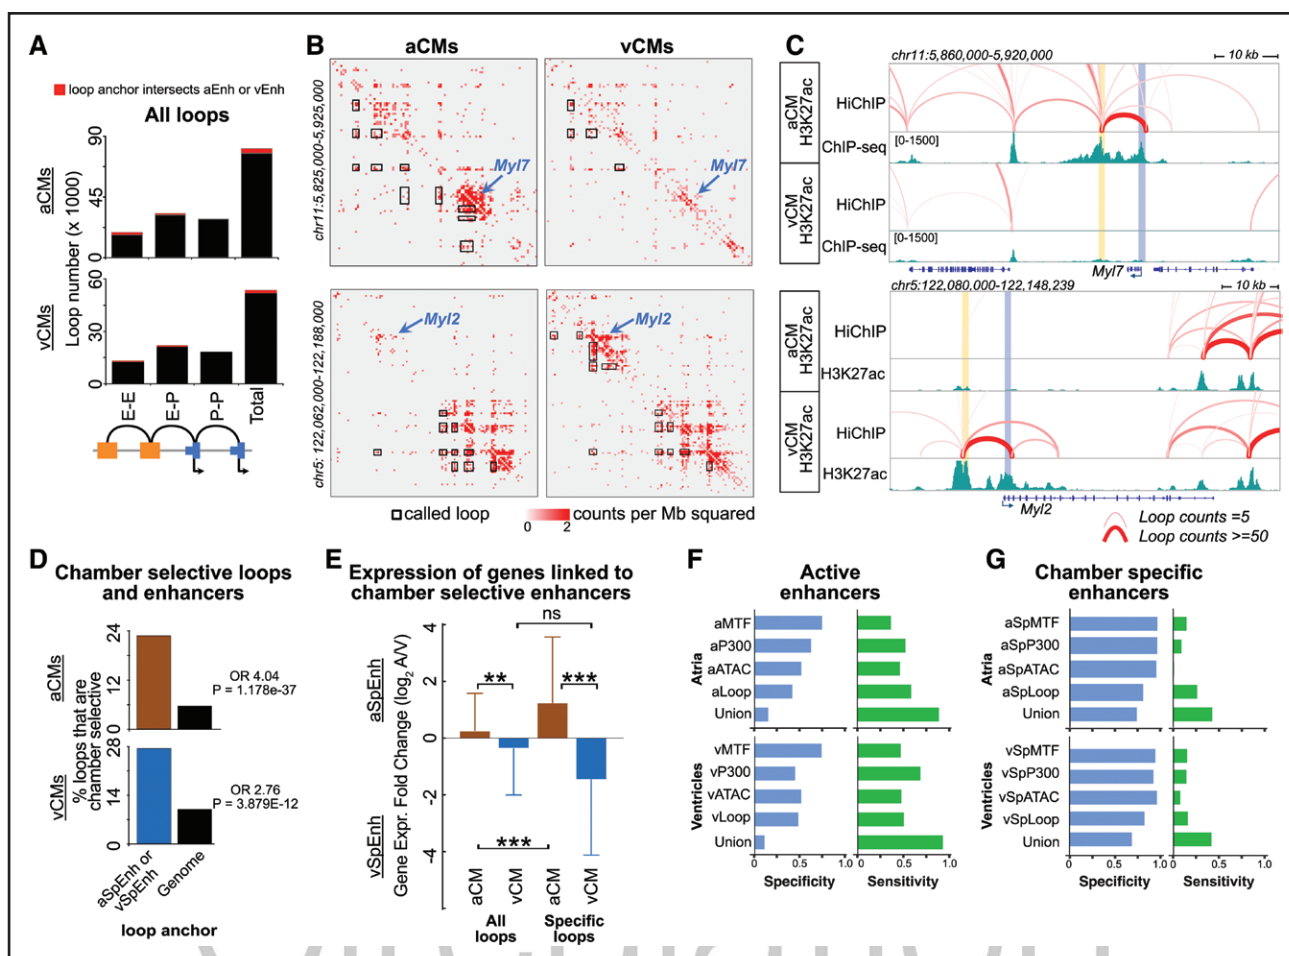 A
loop anchor intersects aEnh or vEnh
All loops
aCMs
vCMs
Loop number (x 1000)
90
45
0
60
30
0
E-E
E-P
P-P
Total
B
aCMs
vCMs
chr11:5,825,000-5,925,000
Myl7
Myl7
chr5: 122,062,000-122,188,000
Myl2
Myl2
called loop
0
2
counts per Mb squared
C
chr11:5,860,000-5,920,000
10 kb
aCM
H3K27ac
HiChIP
ChIP-seq
[0-1500]
vCM
H3K27ac
HiChIP
ChIP-seq
[0-1500]
Myl7
chr5:122,080,000-122,148,239
10 kb
aCM
H3K27ac
HiChIP
H3K27ac
vCM
H3K27ac
HiChIP
H3K27ac
Myl2
Loop counts =5
Loop counts >=50
D
Chamber selective loops
and enhancers
aCMs
vCMs
% loops that are
chamber selective
24
12
0
28
14
0
OR 4.04
P = 1.178e-37
OR 2.76
P = 3.879E-12
aSpEnh or
vSpEnh
Genome
loop anchor
E
Expression of genes linked to
chamber selective enhancers
aSpEnh
vSpEnh
Gene Expr. Fold Change (log2 A/V)
4
2
0
-2
-4
ns
**
***
***
aCM
vCM
aCM
vCM
All
loops
Specific
loops
F
Active
enhancers
Atria
aMTF
aP300
aATAC
aLoop
Union
Ventricles
vMTF
vP300
vATAC
vLoop
Union
0
0.5
1.0
0
0.5
1.0
Specificity
Sensitivity
G
Chamber specific
enhancers
Atria
aSpMTF
aSpP300
aSpATAC
aSpLoop
Union
Ventricles
vSpMTF
vSpP300
vSpATAC
vSpLoop
Union
0
0.5
1.0
0
0.5
1.0
Specificity
Sensitivity